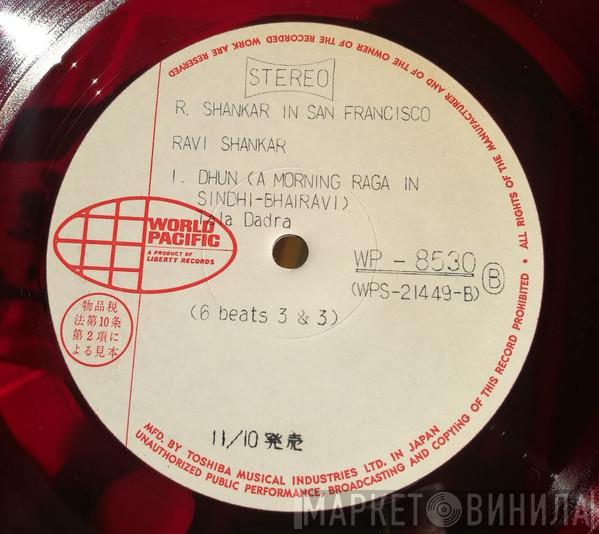 STEREO
R. SHANKAR IN SAN FRANCISCO
RAVI SHANKAR
1. DHUN (A MORNING RAGA IN
SINDHI-BHAIRAVI)
Tala Dadra
WORLD
PACIFIC
A PRODUCT OF
LIBERTY RECORDS
WP - 8530
B
(WPS-21449-B)
(6 beats 3 & 3)
物品税
法第10条
第2項に
よる見本
11/10 発売
MFD. BY TOSHIBA MUSICAL INDUSTRIES LTD. IN JAPAN
UNAUTHORIZED PUBLIC PERFORMANCE, BROADCASTING AND COPYING OF THIS RECORD PROHIBITED • ALL RIGHTS OF THE MANUFACTURER AND OF THE OWNER OF THE RECORDED WORK ARE RESERVED
МАРКЕТ ВИНИЛА